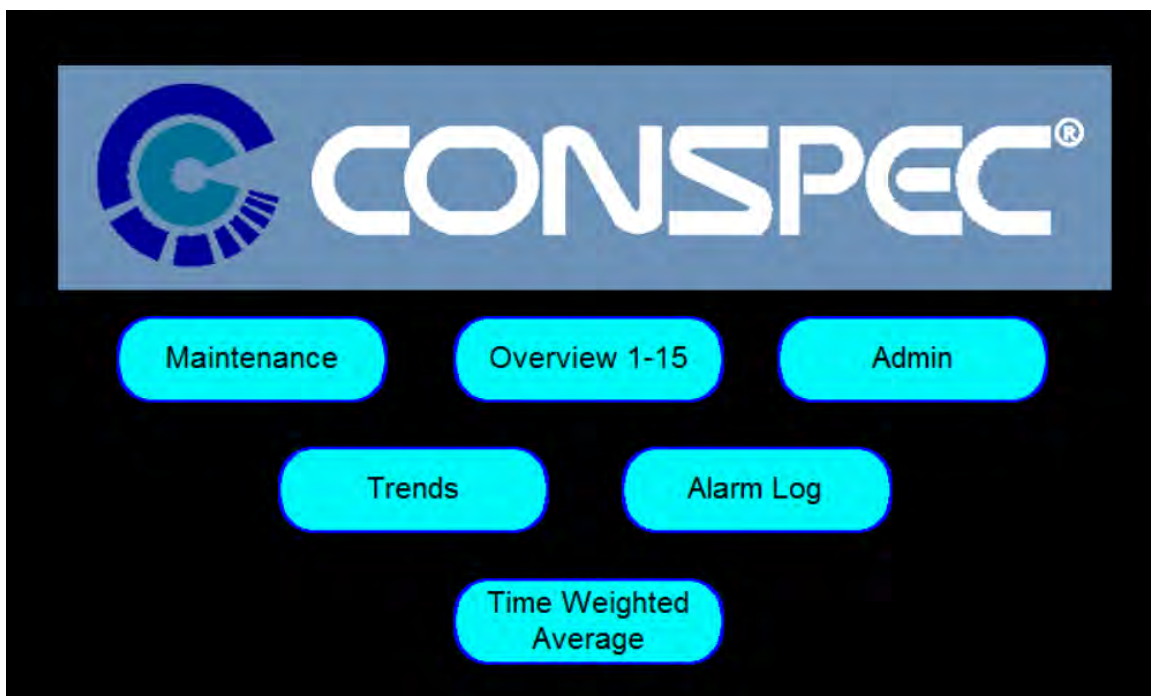 CONSPEC®
Maintenance
Overview 1-15
Admin
Trends
Alarm Log
Time Weighted
Average